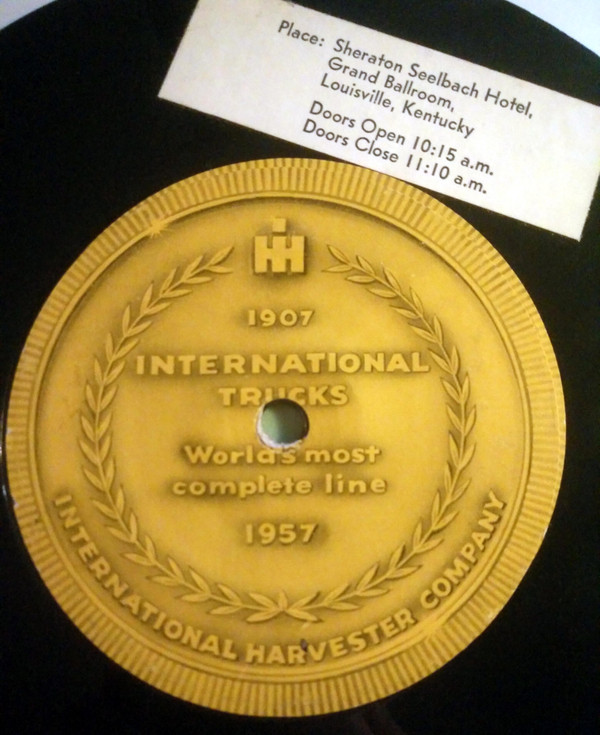 Place: Sheraton Seelbach Hotel,
Grand Ballroom,
Louisville, Kentucky
Doors Open 10:15 a.m.
Doors Close 11:10 a.m.
IH
1907
INTERNATIONAL
TRUCKS
World's most
complete line
1957
INTERNATIONAL HARVESTER COMPANY